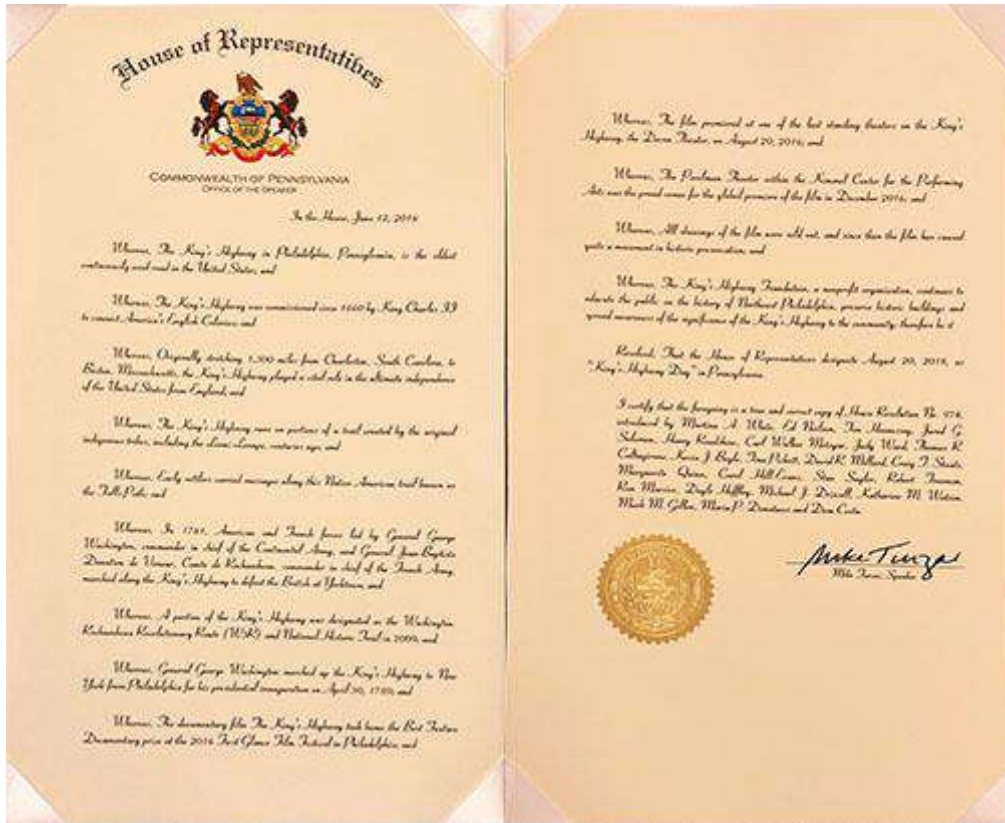 House of Representatives
COMMONWEALTH OF PENNSYLVANIA
OFFICE OF THE SPEAKER
In the House, June 12, 2018
Whereas, The King's Highway in Philadelphia, Pennsylvania, is the oldest
continuously used road in the United States; and
Whereas, The King's Highway was commissioned circa 1660 by King Charles II
to connect America's English Colonies; and
Whereas, Originally stretching 1,300 miles from Charleston, South Carolina, to
Boston, Massachusetts, the King's Highway played a vital role in the ultimate independence
of the United States from England; and
Whereas, The King's Highway runs on portions of a trail created by the original
indigenous tribes, including the Lenni-Lenape, centuries ago; and
Whereas, Early settlers carried messages along this Native American trail known as
the Falls Path; and
Whereas, In 1781, American and French forces led by General George
Washington, commander in chief of the Continental Army, and General Jean-Baptiste
Donatien de Vimeur, Comte de Rochambeau, commander in chief of the French Army,
marched along the King's Highway to defeat the British at Yorktown; and
Whereas, A portion of the King's Highway was designated as the Washington
Rochambeau Revolutionary Route (W3R) and National Historic Trail in 2009; and
Whereas, General George Washington marched up the King's Highway to New
York from Philadelphia for his presidential inauguration on April 30, 1789; and
Whereas, The documentary film The King's Highway took home the Best Feature
Documentary prize at the 2016 First Glance Film Festival in Philadelphia; and
Whereas, The film premiered at one of the last standing theaters on the King's
Highway, the Devon Theater, on August 20, 2016; and
Whereas, The Perelman Theater within the Kimmel Center for the Performing
Arts was the proud venue for the global premiere of the film in December 2016; and
Whereas, All showings of the film were sold out, and since then the film has caused
quite a movement in historic preservation; and
Whereas, The King's Highway Foundation, a nonprofit organization, continues to
educate the public on the history of Northeast Philadelphia, preserve historic buildings and
spread awareness of the significance of the King's Highway to the community; therefore be it
Resolved, That the House of Representatives designate August 20, 2018, as
"King's Highway Day" in Pennsylvania.
I certify that the foregoing is a true and correct copy of House Resolution No. 978,
introduced by Martina A. White, Ed Neilson, Tim Hennessey, Jared G.
Solomon, Harry Readshaw, Carl Walker Metzgar, Judy Ward, Thomas R.
Caltagirone, Kevin J. Boyle, Tina Pickett, David R. Millard, Craig T. Staats,
Marguerite Quinn, Carol Hill-Evans, Stan Saylor, Robert Freeman,
Ron Marsico, Doyle Heffley, Michael J. Driscoll, Katharine M. Watson,
Mark M. Gillen, Maria P. Donatucci and Dom Costa.
Mike Turzai
Mike Turzai, Speaker